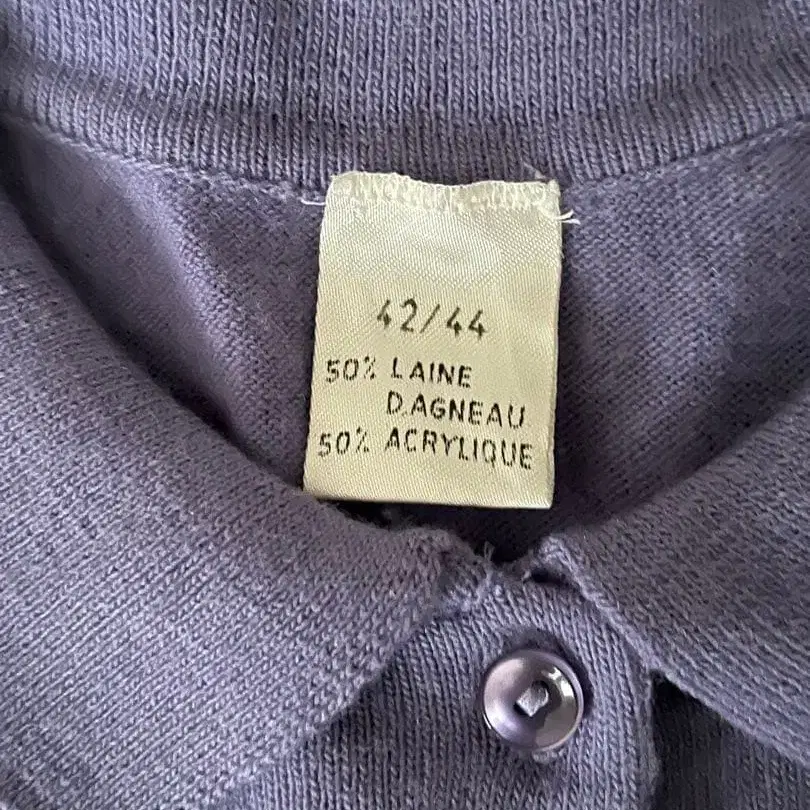 42/44
50% LAINE
D.AGNEAU
50% ACRYLIQUE